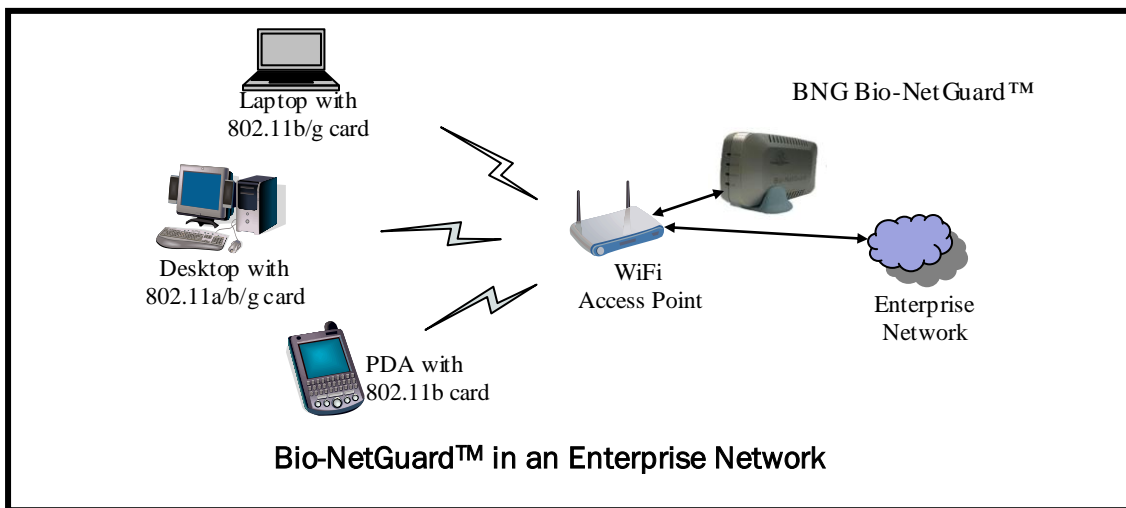 Laptop with
802.11b/g card
BNG Bio-NetGuard™
Desktop with
802.11a/b/g card
WiFi
Access Point
Enterprise
Network
PDA with
802.11b card
Bio-NetGuard™ in an Enterprise Network